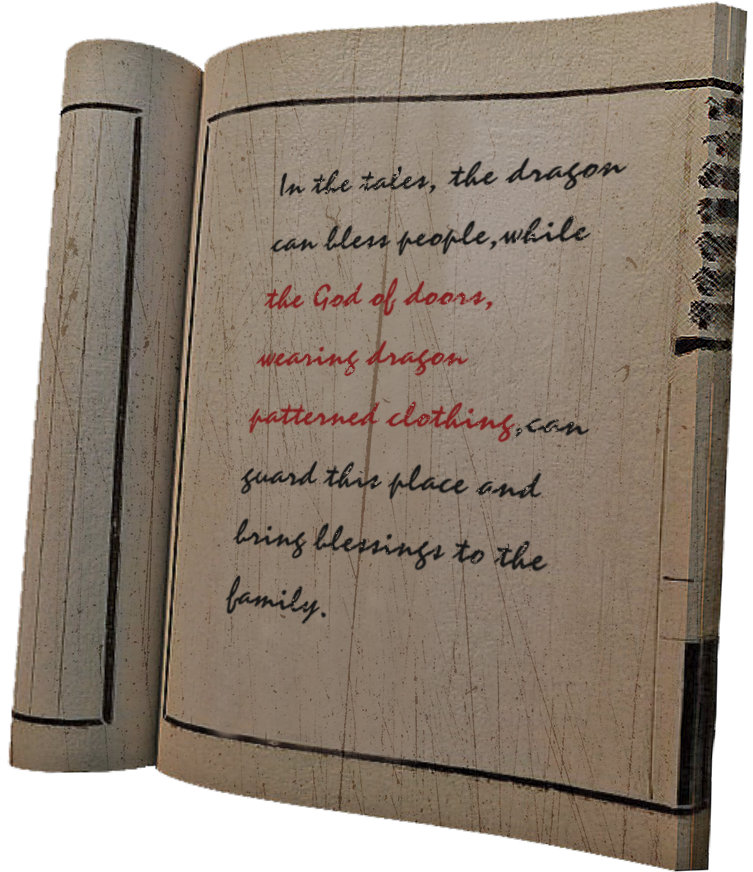 In the tales, the dragon
can bless people,while
the God of doors,
wearing dragon
patterned clothing,can
guard this place and
bring blessings to the
family.